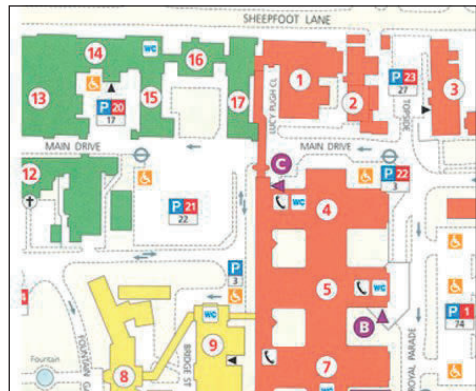 SHEEPFOOT LANE
14
WC
16
1
P 23
27
3
13
P 20
17
15
17
LUCY PUGH CL
2
TOPSIDE
MAIN DRIVE
C
MAIN DRIVE
12
P 22
3
P 21
22
WC
4
P
3
5
WC
P 1
74
WC
B
9
8
7
WC
Fountain
BRIDGE ST
ROYAL PARADE